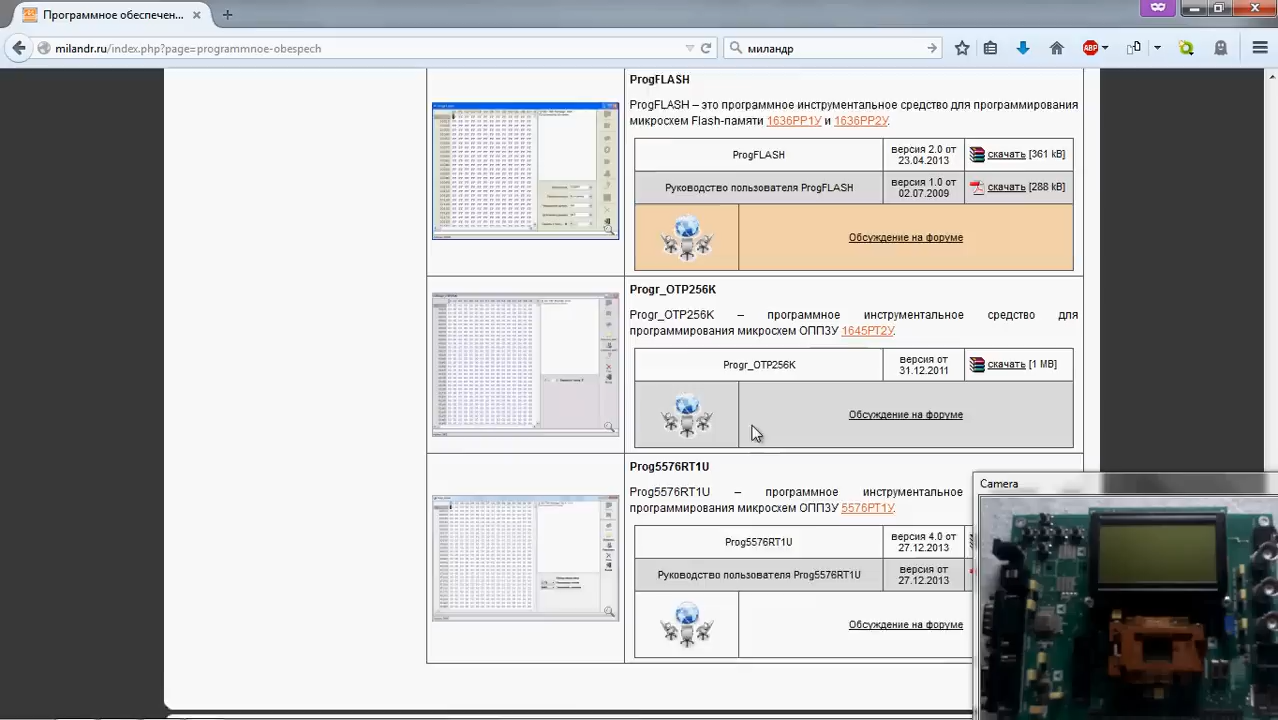 Программное обеспечен...
milandr.ru/index.php?page=programmnoe-obespech
миландр
ABP
ProgFLASH
ProgFLASH – это программное инструментальное средство для программирования
микросхем Flash-памяти 1636РР1У и 1636РР2У.
ProgFLASH
версия 2.0 от
23.04.2013
скачать [361 kB]
Руководство пользователя ProgFLASH
версия 1.0 от
02.07.2009
скачать [288 kB]
Обсуждение на форуме
Progr_OTP256K
Progr_OTP256K – программное инструментальное средство для
программирования микросхем ОППЗУ 1645РТ2У.
Progr_OTP256K
версия от
31.12.2011
скачать [1 MB]
Обсуждение на форуме
Prog5576RT1U
Prog5576RT1U – программное инструментальное
программирования микросхем ОППЗУ 5576РТ1У.
Prog5576RT1U
версия 4.0 от
27.12.2013
Руководство пользователя Prog5576RT1U
версия от
27.12.2013
Обсуждение на форуме
Camera